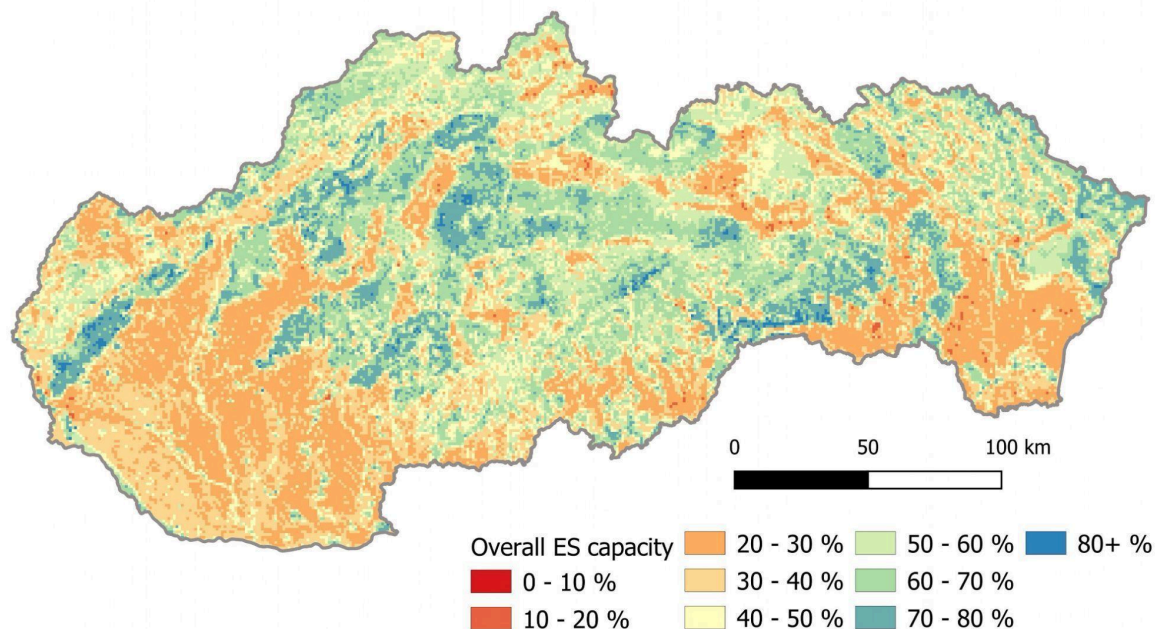 0 50 100 km
Overall ES capacity
0 - 10 %
10 - 20 %
20 - 30 %
30 - 40 %
40 - 50 %
50 - 60 %
60 - 70 %
70 - 80 %
80+ %